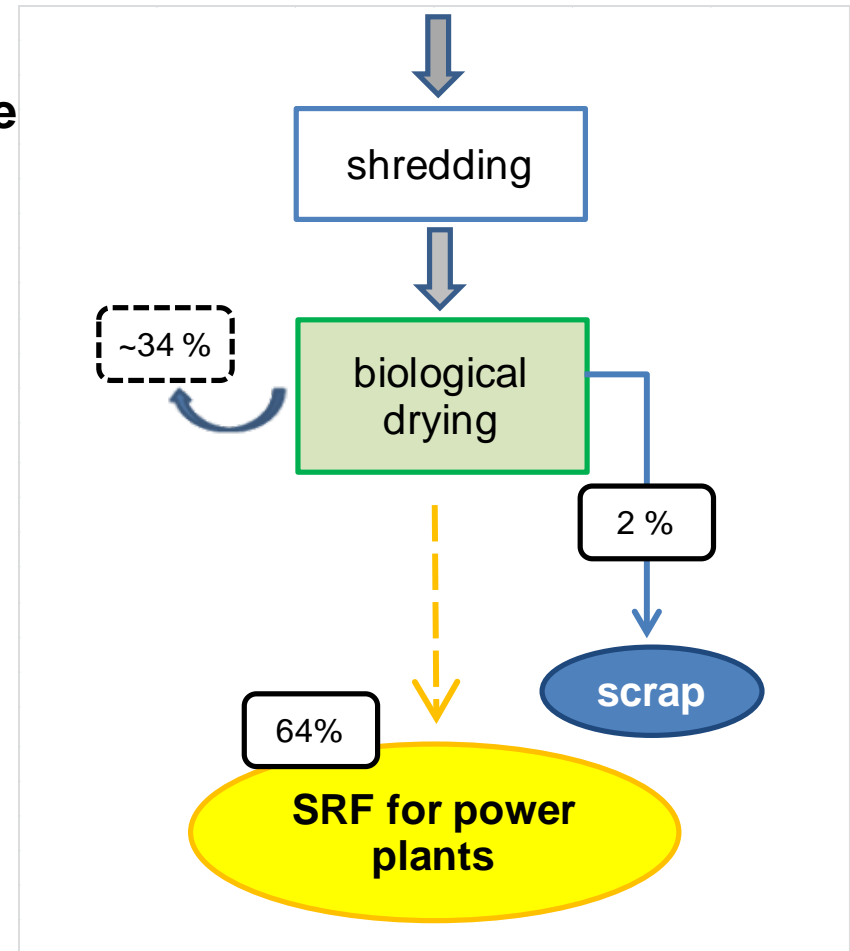 e
shredding
~34 %
biological
drying
2 %
scrap
64%
SRF for power
plants